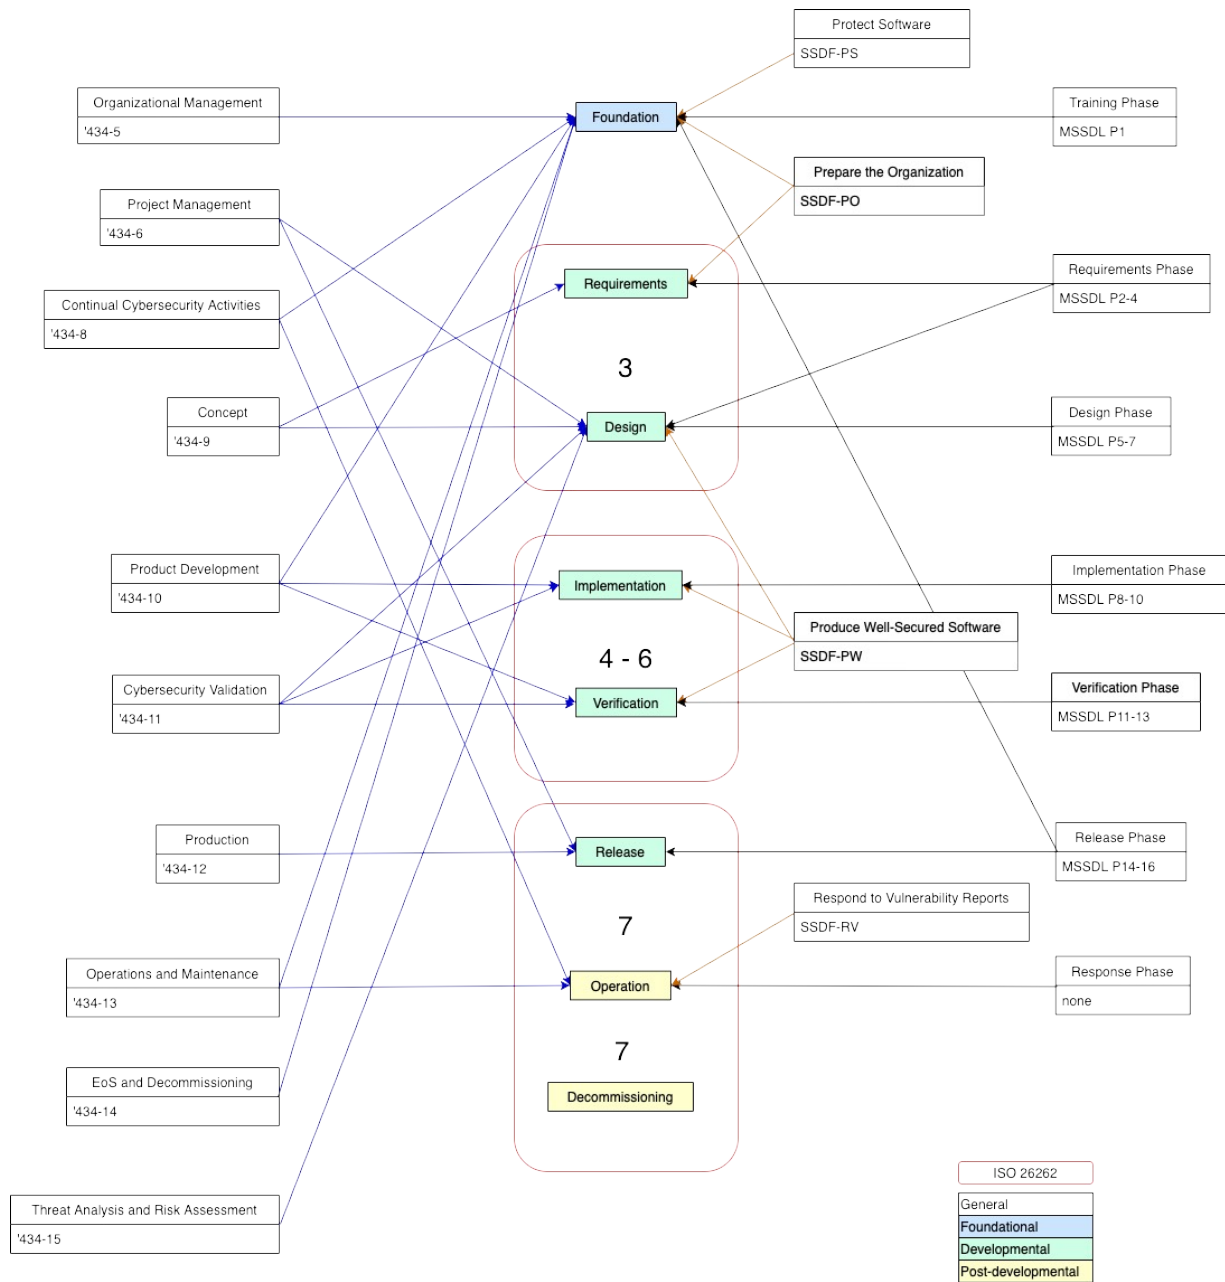 Protect Software
SSDF-PS
Organizational Management
'434-5
Foundation
Training Phase
MSSDL P1
Prepare the Organization
SSDF-PO
Project Management
'434-6
Requirements
Requirements Phase
MSSDL P2-4
Continual Cybersecurity Activities
'434-8
3
Concept
'434-9
Design
Design Phase
MSSDL P5-7
Product Development
'434-10
Implementation
Implementation Phase
MSSDL P8-10
Produce Well-Secured Software
SSDF-PW
4 - 6
Cybersecurity Validation
'434-11
Verification
Verification Phase
MSSDL P11-13
Production
'434-12
Release
Release Phase
MSSDL P14-16
Respond to Vulnerability Reports
SSDF-RV
7
Operations and Maintenance
'434-13
Operation
Response Phase
none
7
EoS and Decommissioning
'434-14
Decommissioning
Threat Analysis and Risk Assessment
'434-15
ISO 26262
General
Foundational
Developmental
Post-developmental